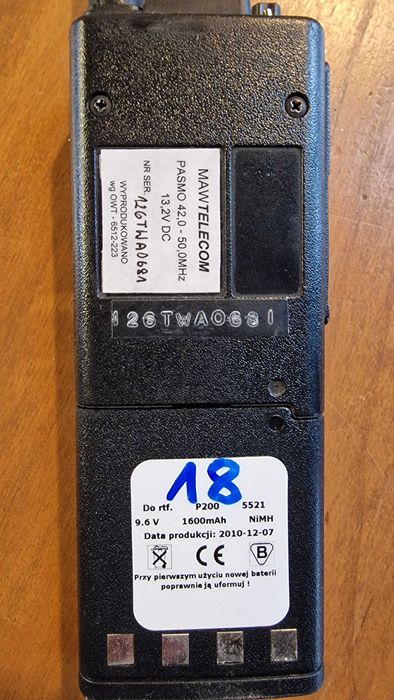 MAWTELECOM
PASMO 42,0 - 50,0MHz
13,2V DC
NR SER. 126TWA0681
WYPRODUKOWANO
wg OWT - 6512-223
126TWA0681
18
Do rtf. P200 5521
9.6 V 1600mAh NiMH
Data produkcji: 2010-12-07
CE B
Przy pierwszym użyciu nowej baterii
poprawnie ją uformuj !